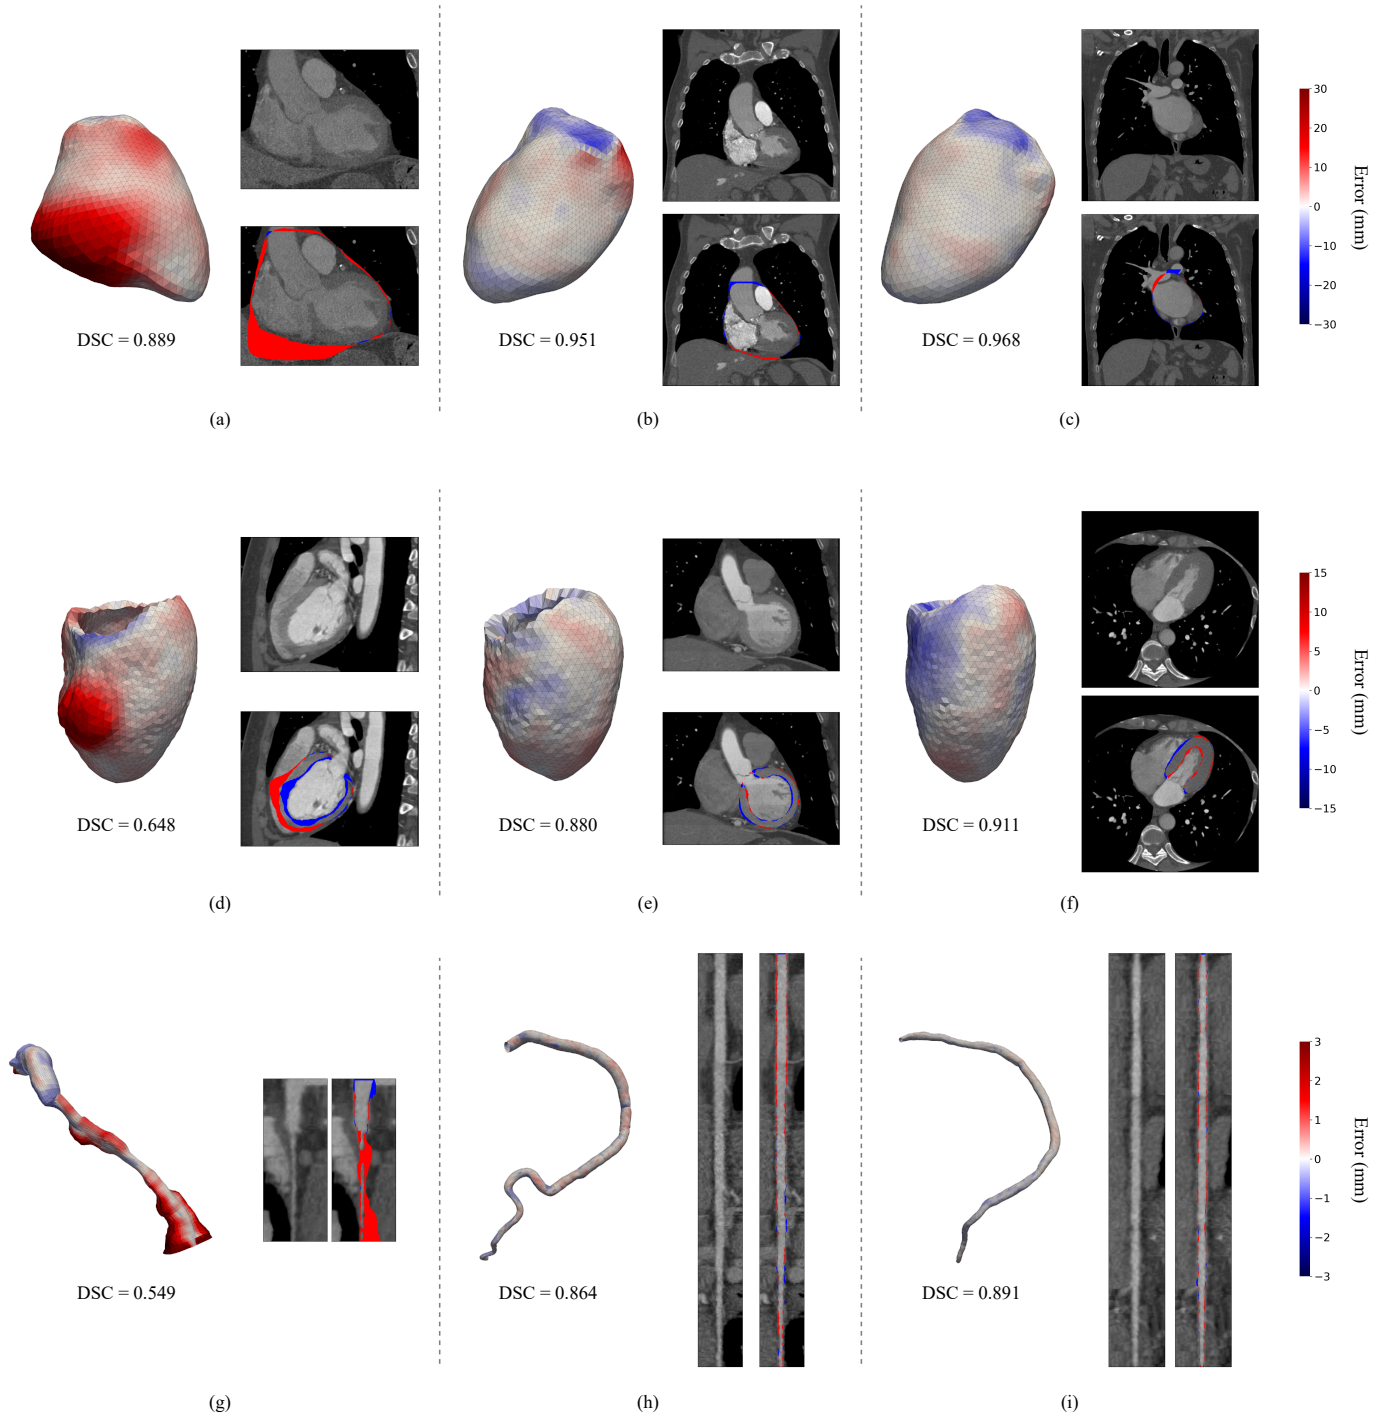 30
20
10
0
−10
−20
−30
Error (mm)
DSC = 0.889
DSC = 0.951
DSC = 0.968
(a)
(b)
(c)
15
10
5
0
−5
−10
−15
Error (mm)
DSC = 0.648
DSC = 0.880
DSC = 0.911
(d)
(e)
(f)
3
2
1
0
−1
−2
−3
Error (mm)
DSC = 0.549
DSC = 0.864
DSC = 0.891
(g)
(h)
(i)